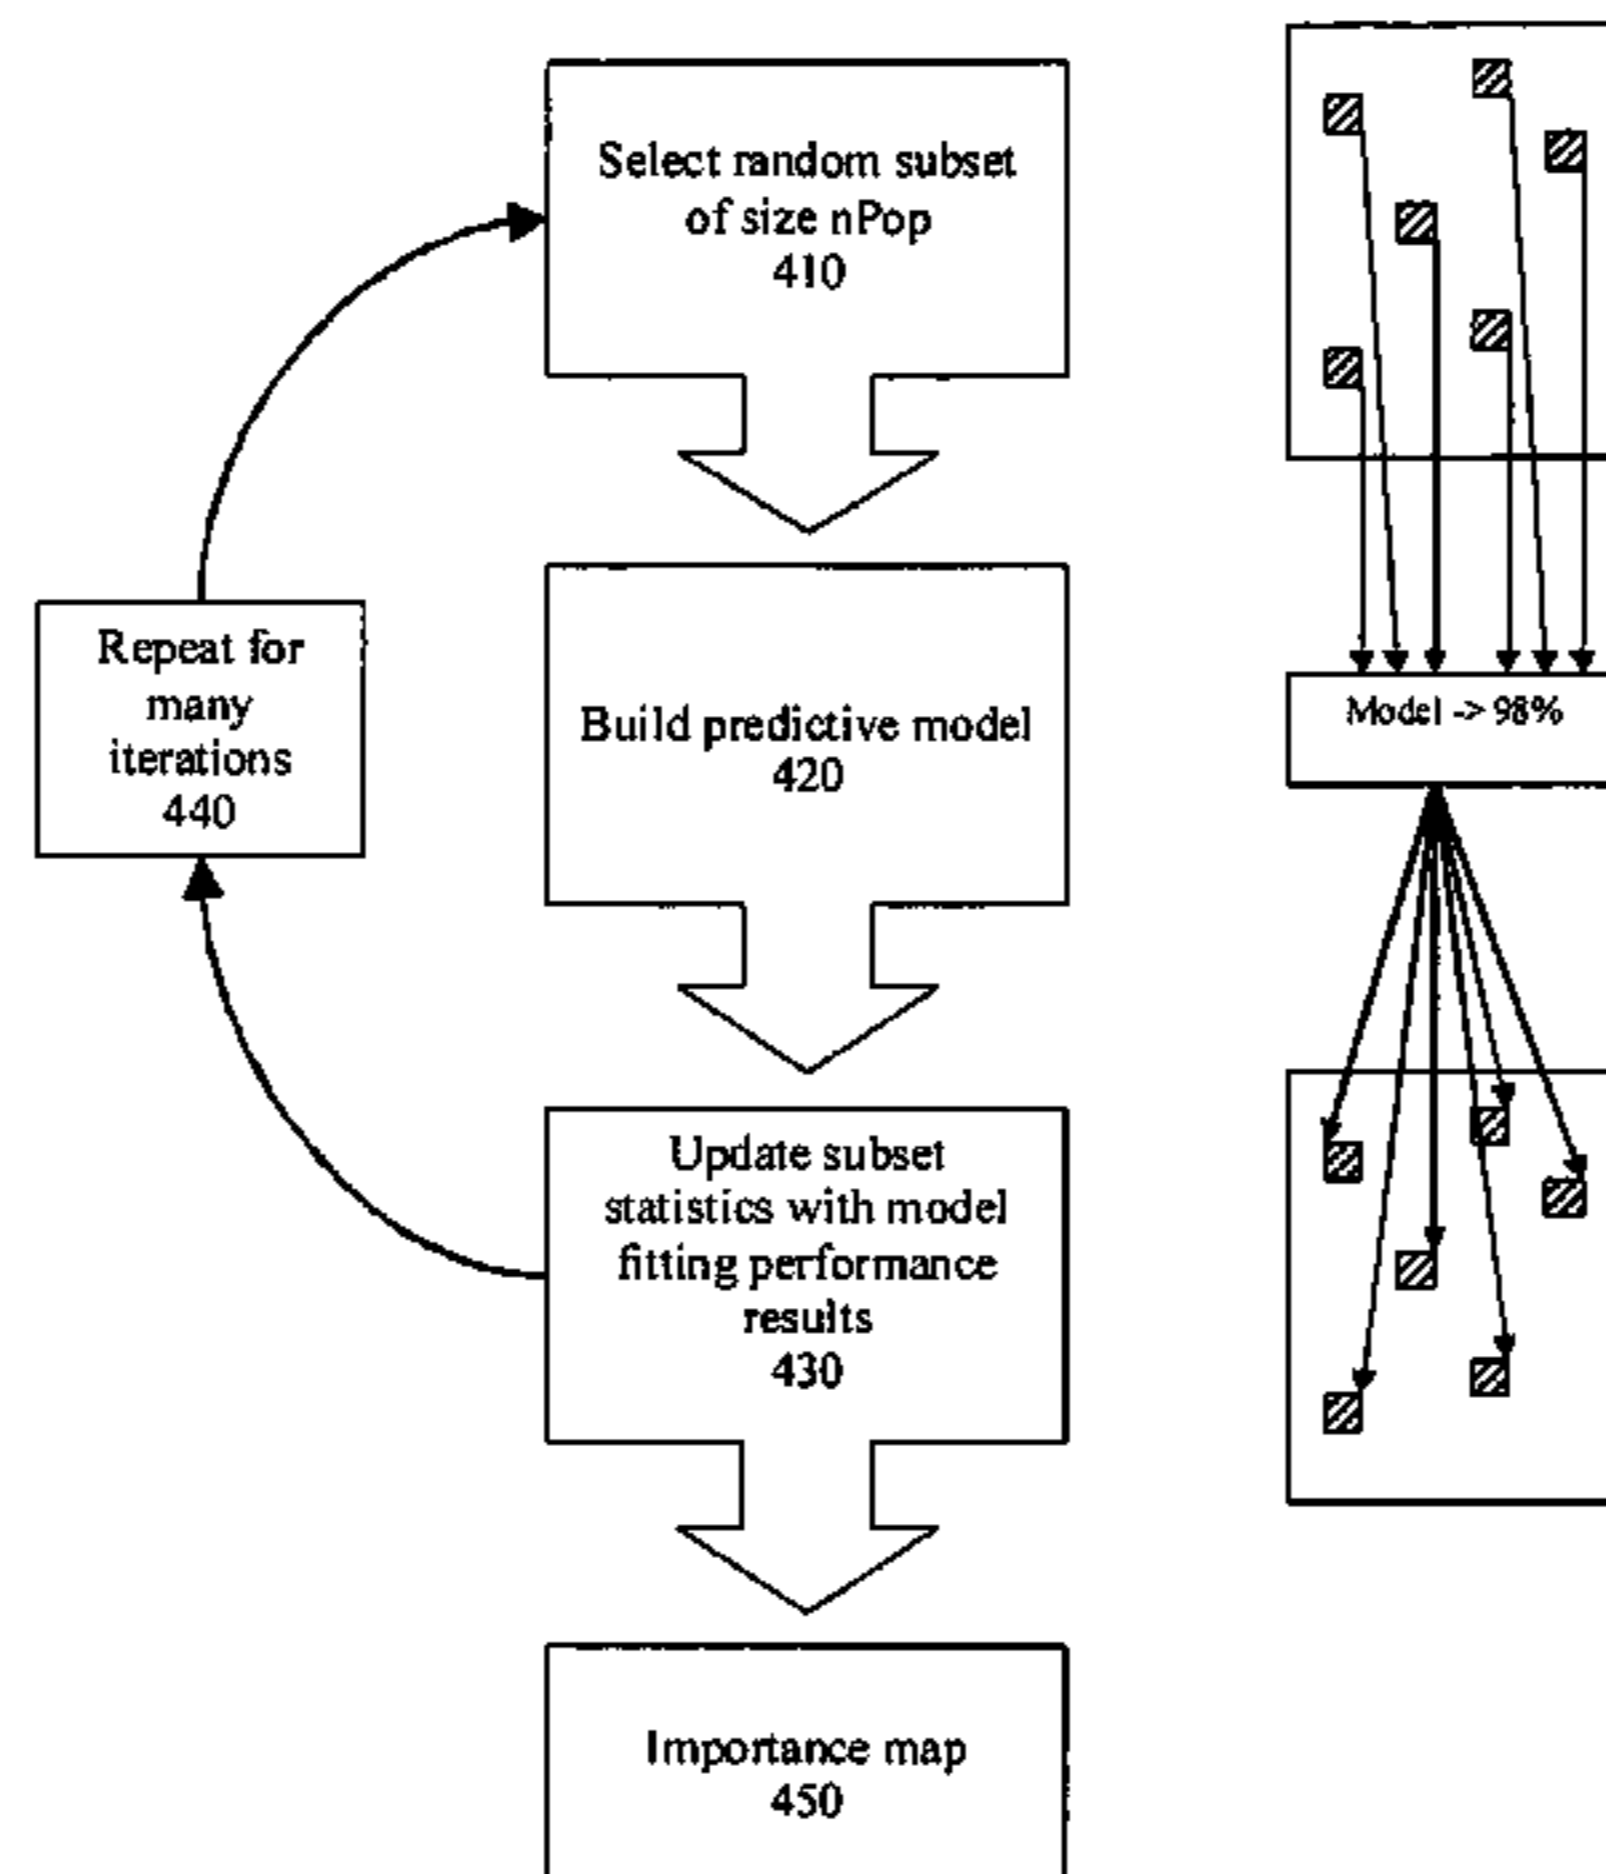 Select random subset
of size nPop
410
Repeat for
many
iterations
440
Build predictive model
420
Model -> 98%
Update subset
statistics with model
fitting performance
results
430
Importance map
450